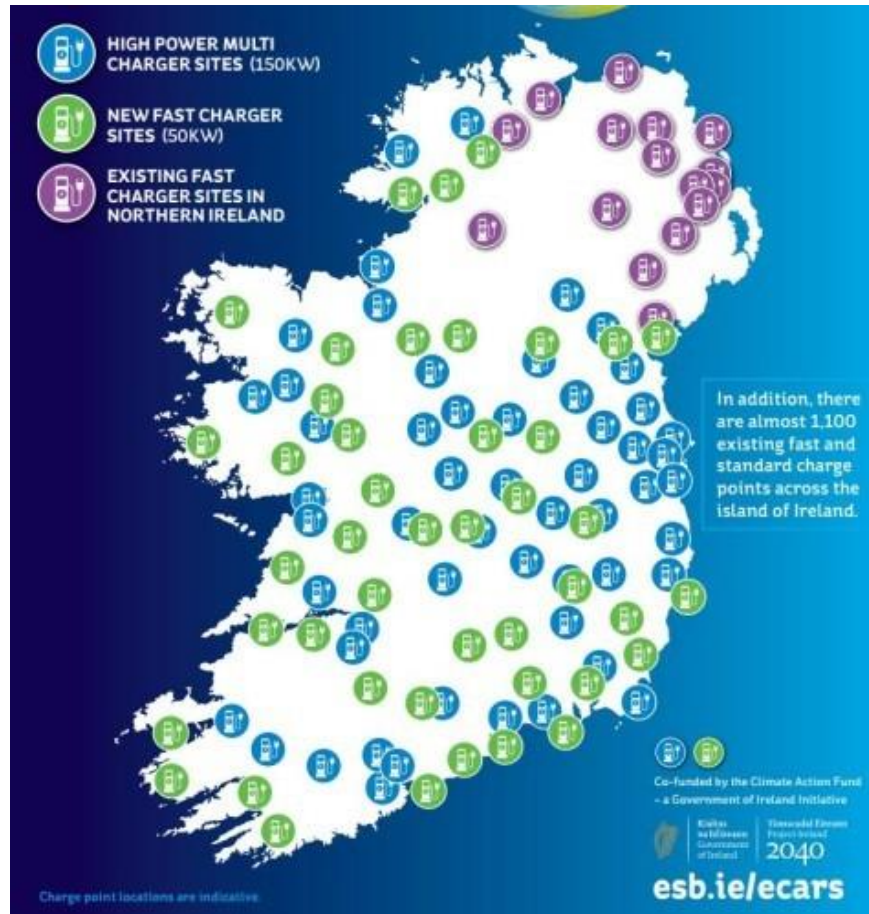 HIGH POWER MULTI
CHARGER SITES (150KW)
NEW FAST CHARGER
SITES (50KW)
EXISTING FAST
CHARGER SITES IN
NORTHERN IRELAND
In addition, there
are almost 1,100
existing fast and
standard charge
points across the
island of Ireland.
Co-funded by the Climate Action Fund
– a Government of Ireland Initiative
Rialtas
na hÉireann
Government
of Ireland
Tionscadal Éireann
Project Ireland
2040
esb.ie/ecars
Charge point locations are indicative.